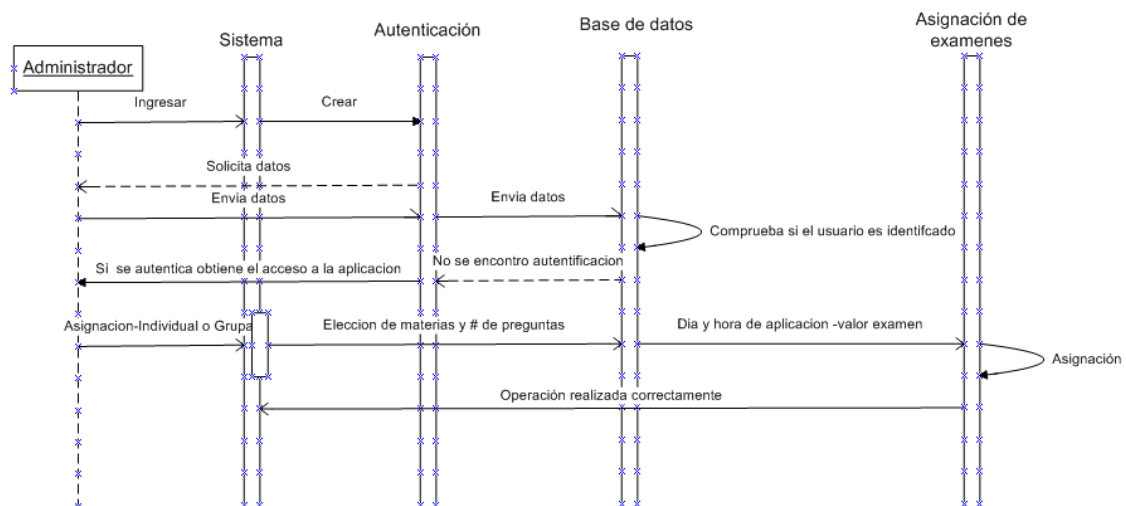 Administrador
Sistema
Autenticación
Base de datos
Asignación de
examenes
Ingresar
Crear
Solicita datos
Envia datos
Envia datos
Comprueba si el usuario es identifcado
No se encontro autentificacion
Si se autentica obtiene el acceso a la aplicacion
Asignacion-Individual o Grupa
Eleccion de materias y # de preguntas
Dia y hora de aplicacion -valor examen
Asignación
Operación realizada correctamente